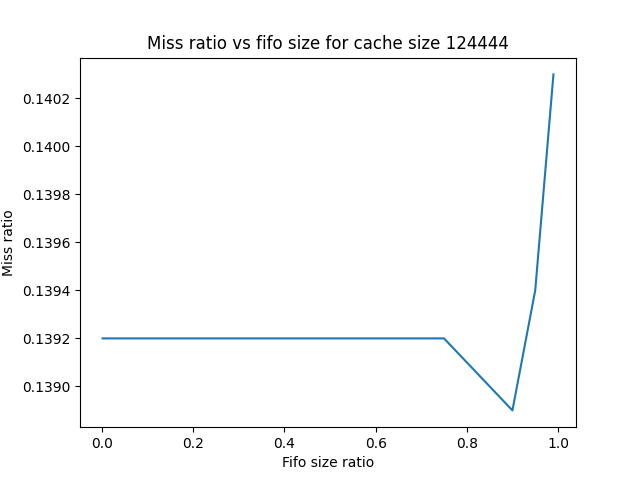 Miss ratio vs fifo size for cache size 124444
0.1402
0.1400
0.1398
0.1396
0.1394
0.1392
0.1390
Miss ratio
0.0 0.2 0.4 0.6 0.8 1.0
Fifo size ratio